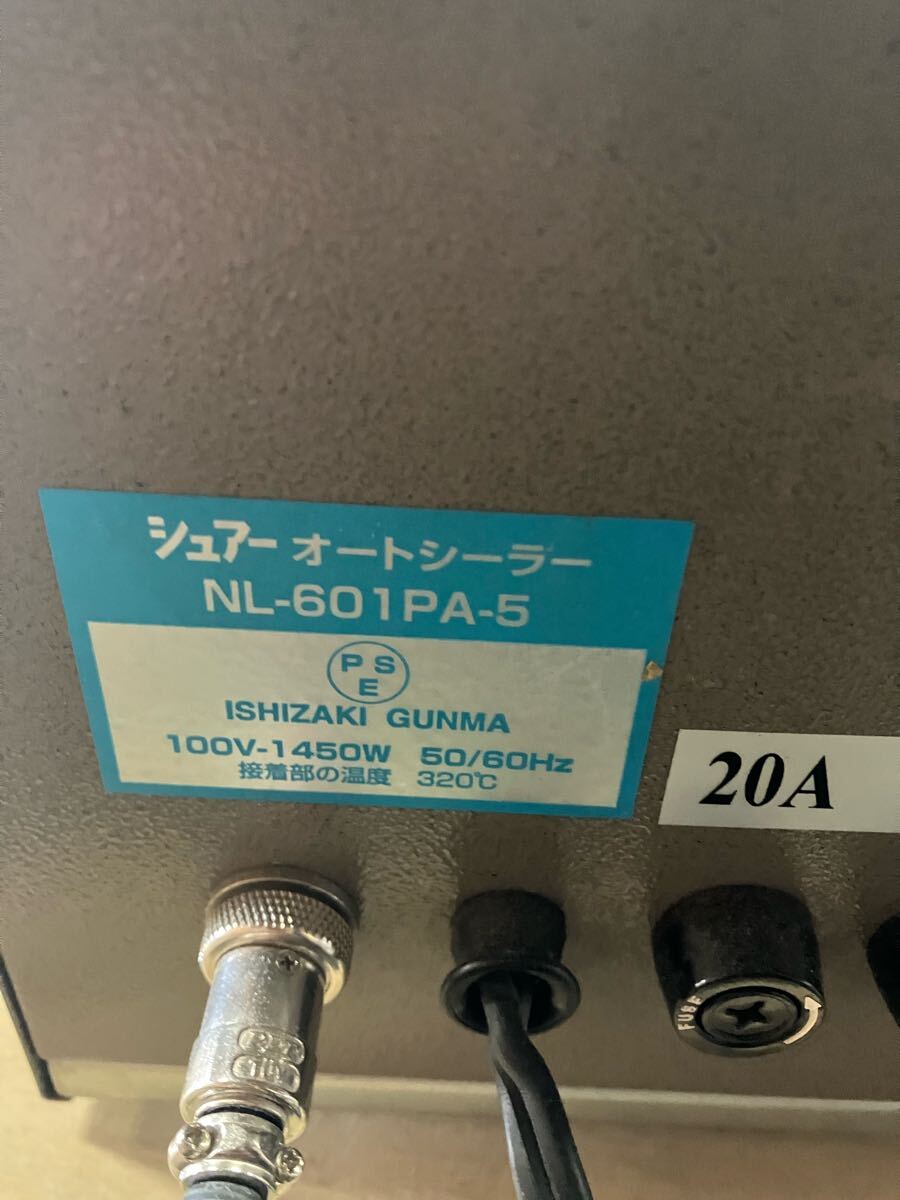 シュアー オートシーラー
NL-601PA-5
PS
E
ISHIZAKI GUNMA
100V-1450W 50/60Hz
接着部の温度 320℃
20A
FUSE